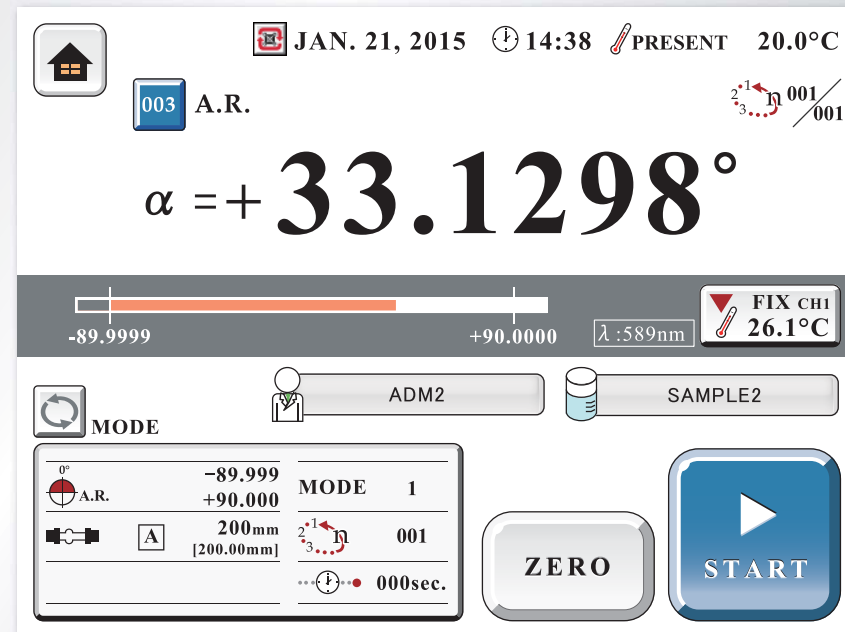 JAN. 21, 2015 14:38 PRESENT 20.0°C
003 A.R.
2 1 n 3 001/001
α =+33.1298°
-89.9999 +90.0000 λ:589nm
FIX CH1
26.1°C
ADM2 SAMPLE2
MODE
0° A.R. -89.999
+90.000
MODE 1
A 200mm
[200.00mm]
2 1 n 3 001
000sec.
ZERO
START